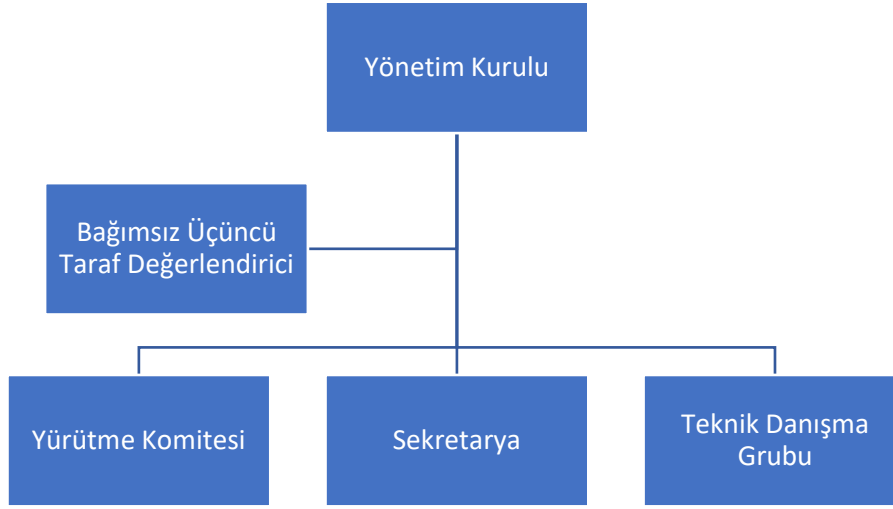 Yönetim Kurulu
Bağımsız Üçüncü
Taraf Değerlendirici
Yürütme Komitesi
Sekretarya
Teknik Danışma
Grubu